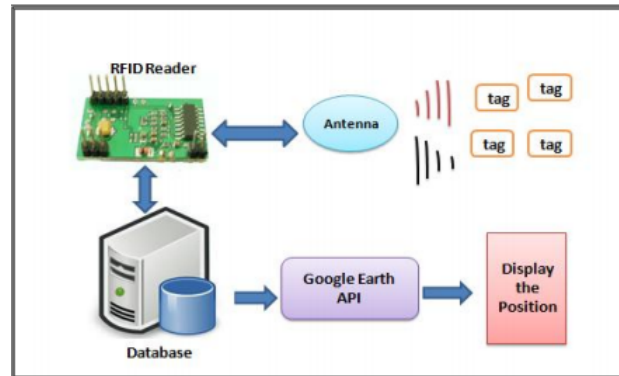 RFID Reader
Antenna
tag
tag
tag
tag
Database
Google Earth
API
Display
the
Position